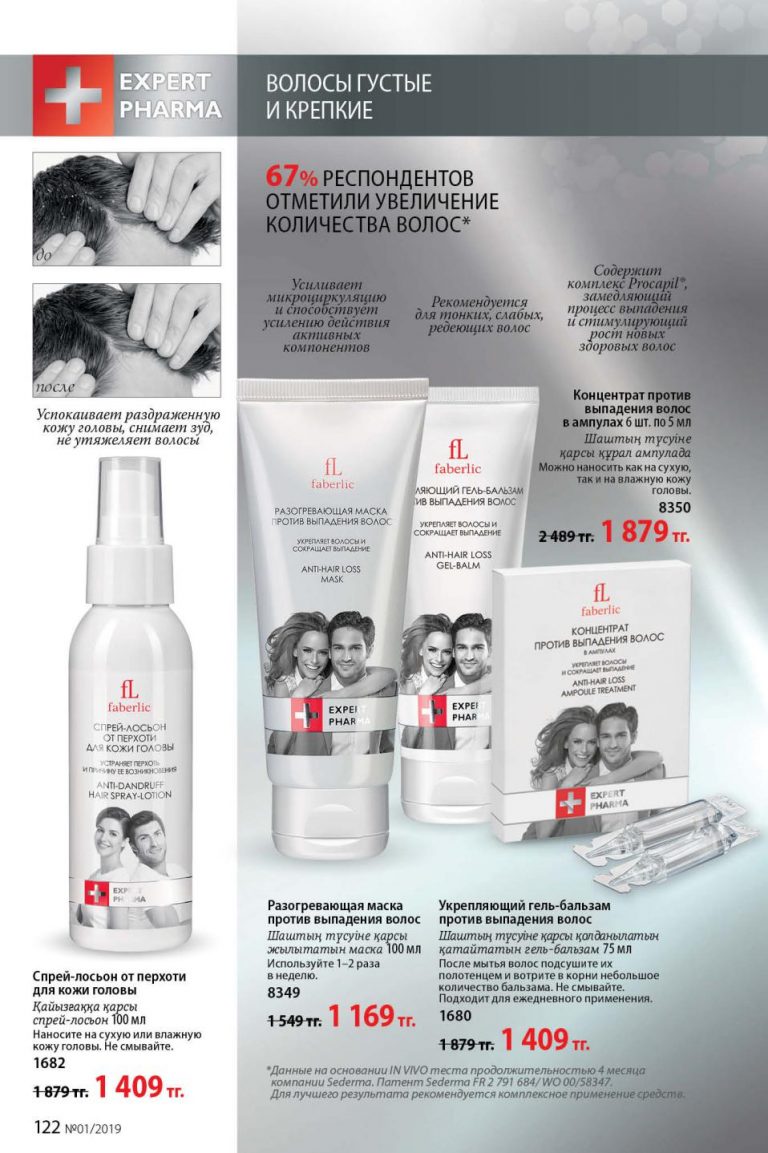 EXPERT
PHARMA
ВОЛОСЫ ГУСТЫЕ
И КРЕПКИЕ
до
после
Успокаивает раздраженную
кожу головы, снимает зуд,
не утяжеляет волосы
67% РЕСПОНДЕНТОВ
ОТМЕТИЛИ УВЕЛИЧЕНИЕ
КОЛИЧЕСТВА ВОЛОС*
Усиливает
микроциркуляцию
и способствует
усилению действия
активных
компонентов
Рекомендуется
для тонких, слабых,
редеющих волос
Содержит
комплекс Procapil®,
замедляющий
процесс выпадения
и стимулирующий
рост новых
здоровых волос
Концентрат против
выпадения волос
в ампулах 6 шт. по 5 мл
Шаштың түсуіне
қарсы құрал ампулада
Можно наносить как на сухую,
так и на влажную кожу
головы.
8350
2 489 тг. 1 879 тг.
fL
faberlic
РАЗОГРЕВАЮЩАЯ МАСКА
ПРОТИВ ВЫПАДЕНИЯ ВОЛОС
УКРЕПЛЯЕТ ВОЛОСЫ И
СОКРАЩАЕТ ВЫПАДЕНИЕ
ANTI-HAIR LOSS
MASK
EXPERT
PHARMA
fL
faberlic
ЛЯЮЩИЙ ГЕЛЬ-БАЛЬЗАМ
ИВ ВЫПАДЕНИЯ ВОЛОС
УКРЕПЛЯЕТ ВОЛОСЫ И
СОКРАЩАЕТ ВЫПАДЕНИЕ
ANTI-HAIR LOSS
GEL-BALM
EXPERT
PHARMA
fL
faberlic
КОНЦЕНТРАТ
ПРОТИВ ВЫПАДЕНИЯ ВОЛОС
В АМПУЛАХ
УКРЕПЛЯЕТ ВОЛОСЫ
И СОКРАЩАЕТ ВЫПАДЕНИЕ
ANTI-HAIR LOSS
AMPOULE TREATMENT
EXPERT
PHARMA
fL
faberlic
СПРЕЙ-ЛОСЬОН
ОТ ПЕРХОТИ
ДЛЯ КОЖИ ГОЛОВЫ
УСТРАНЯЕТ ПЕРХОТЬ
И ПРИЧИНУ ЕЕ ВОЗНИКНОВЕНИЯ
ANTI-DANDRUFF
HAIR SPRAY-LOTION
EXPERT
PHARMA
Спрей-лосьон от перхоти
для кожи головы
Қайызғаққа қарсы
спрей-лосьон 100 мл
Наносите на сухую или влажную
кожу головы. Не смывайте.
1682
1 879 тг. 1 409 тг.
Разогревающая маска
против выпадения волос
Шаштың түсуіне қарсы
жылытатын маска 100 мл
Используйте 1–2 раза
в неделю.
8349
1 549 тг. 1 169 тг.
Укрепляющий гель-бальзам
против выпадения волос
Шаштың түсуіне қарсы қолданылатын
қатайтатын гель-бальзам 75 мл
После мытья волос подсушите их
полотенцем и вотрите в корни небольшое
количество бальзама. Не смывайте.
Подходит для ежедневного применения.
1680
1 879 тг. 1 409 тг.
*Данные на основании IN VIVO теста продолжительностью 4 месяца
компании Sederma. Патент Sederma FR 2 791 684/ WO 00/58347.
Для лучшего результата рекомендуется комплексное применение средств.
122 №01/2019